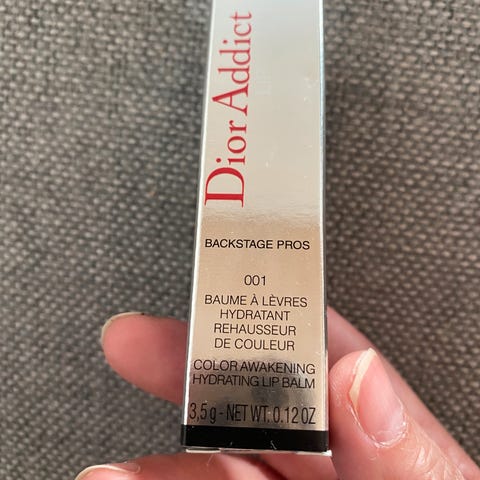 Dior Addict
BACKSTAGE PROS
001
BAUME À LÈVRES
HYDRATANT
REHAUSSEUR
DE COULEUR
COLOR AWAKENING
HYDRATING LIP BALM
3,5 g - NET WT. 0.12 OZ